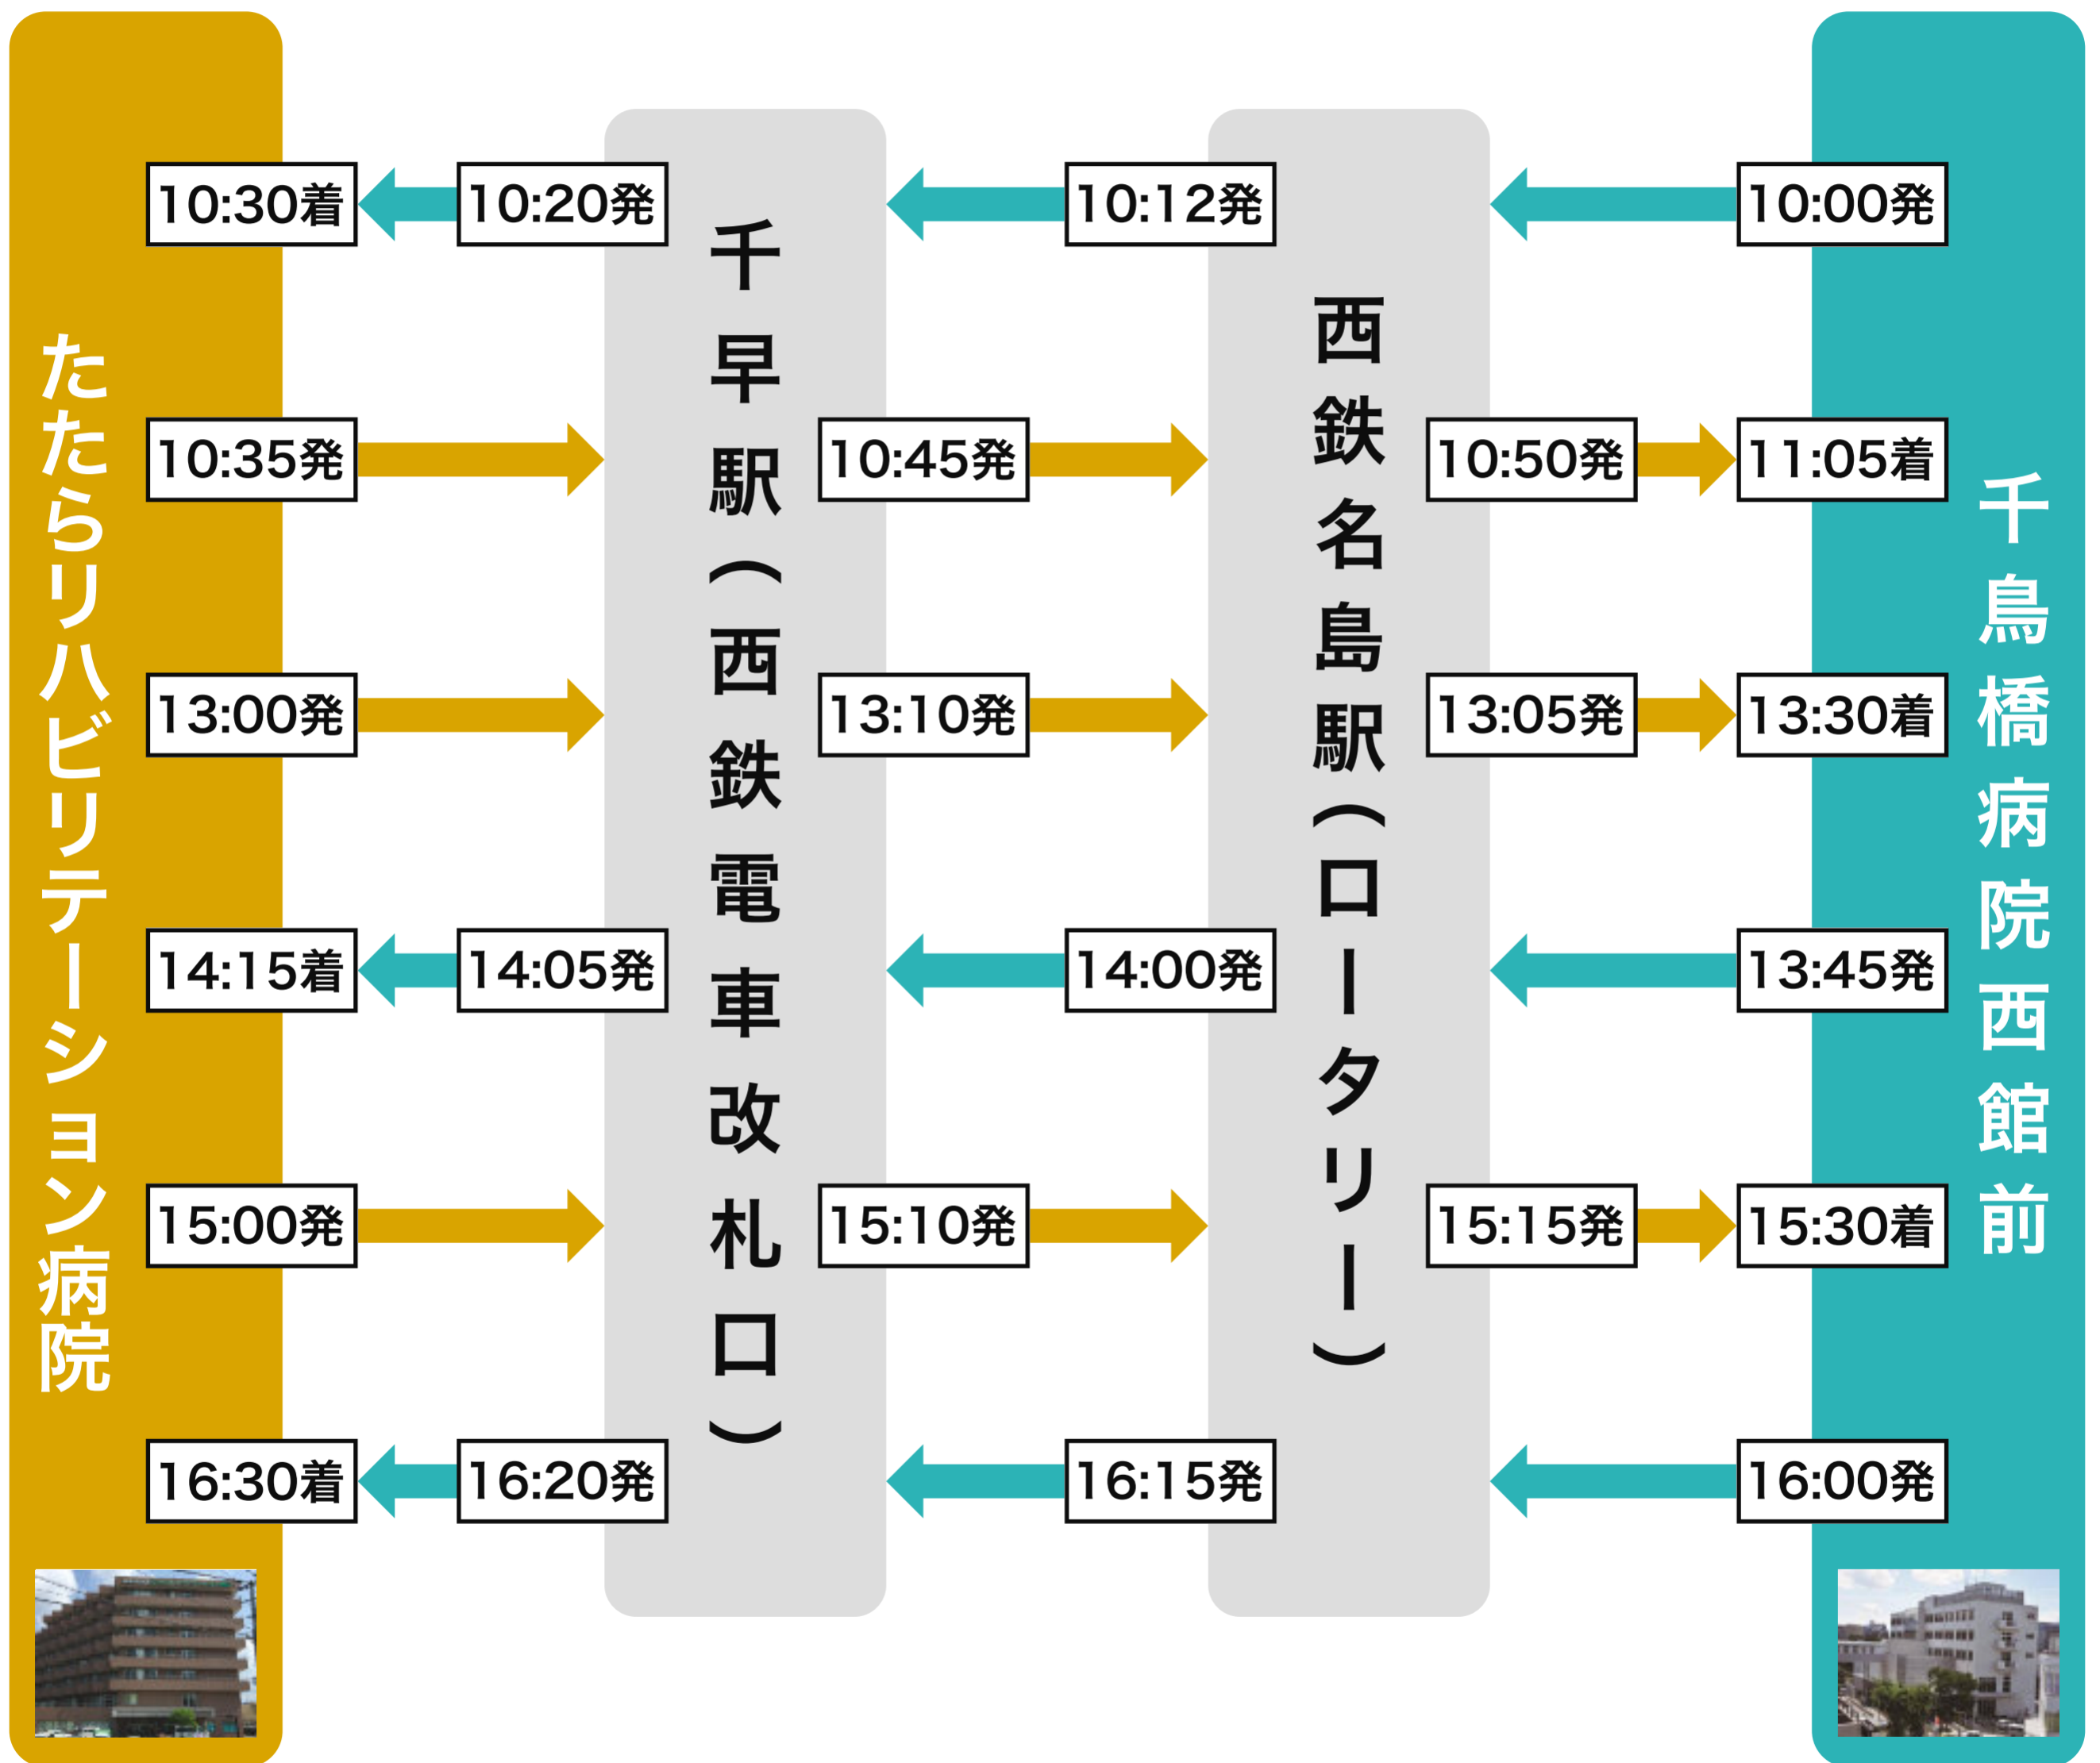 たたらリハビリテーション病院
千早駅（西鉄電車改札口）
西鉄名島駅（ロータリー）
千鳥橋病院西館前
10:30着 10:20発 10:12発 10:00発
10:35発 10:45発 10:50発 11:05着
13:00発 13:10発 13:05発 13:30着
14:15着 14:05発 14:00発 13:45発
15:00発 15:10発 15:15発 15:30着
16:30着 16:20発 16:15発 16:00発